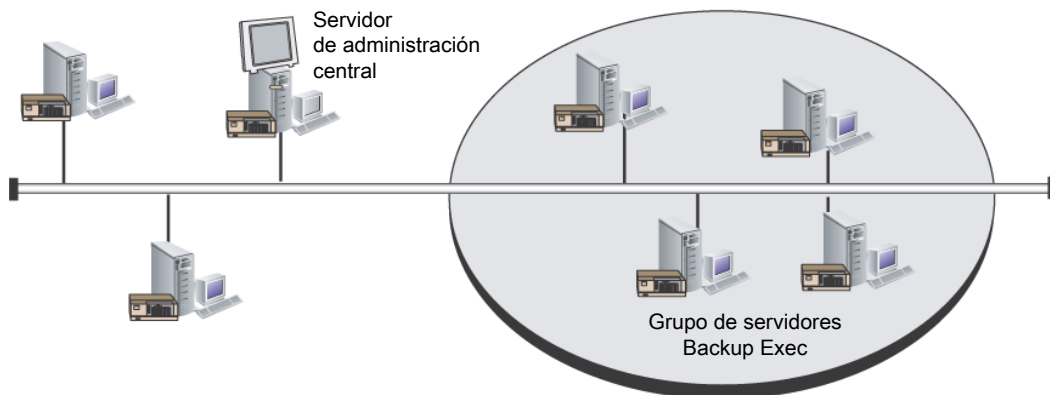 Servidor
de administración
central
Grupo de servidores
Backup Exec